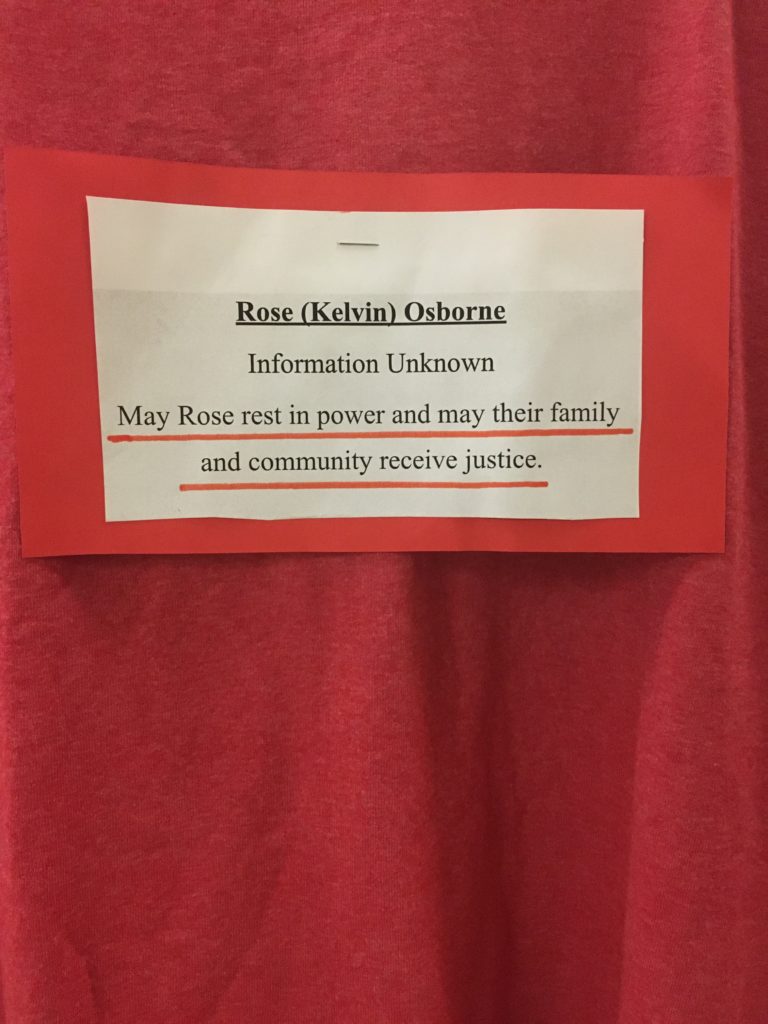 Rose (Kelvin) Osborne
Information Unknown
May Rose rest in power and may their family
and community receive justice.